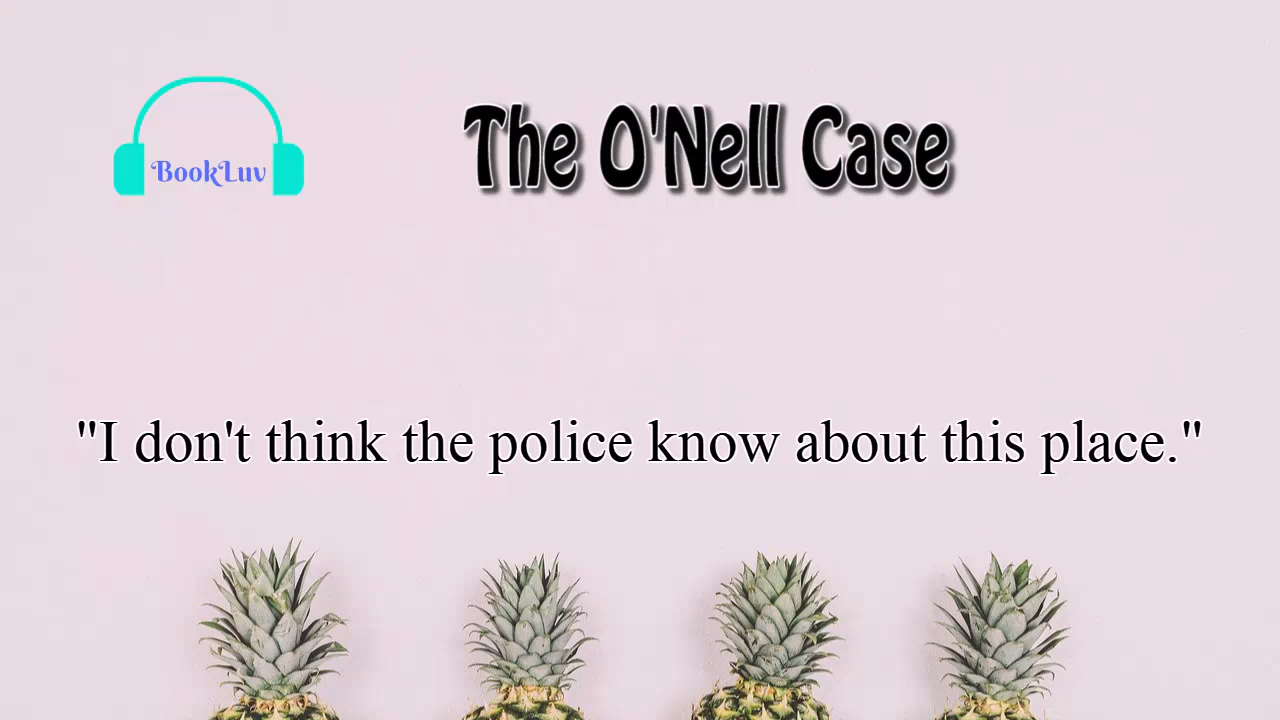 BookLuv
The O'Nell Case
"I don't think the police know about this place."